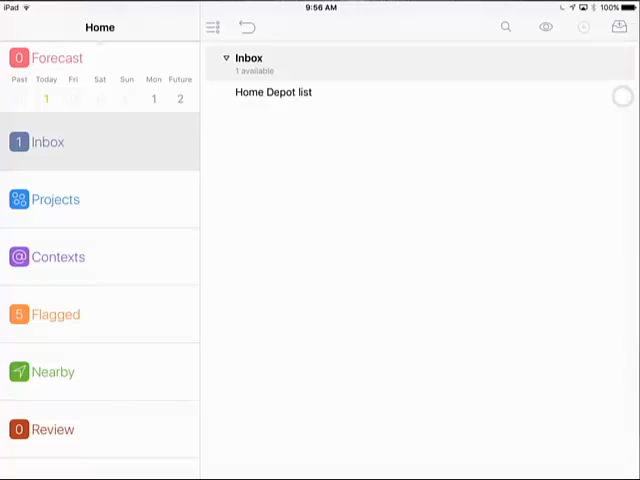 iPad
9:56 AM
100%
Home
0 Forecast
Past Today Fri Sat Sun Mon Future
1 1 2
1 Inbox
Projects
@ Contexts
5 Flagged
Nearby
0 Review
Inbox
1 available
Home Depot list